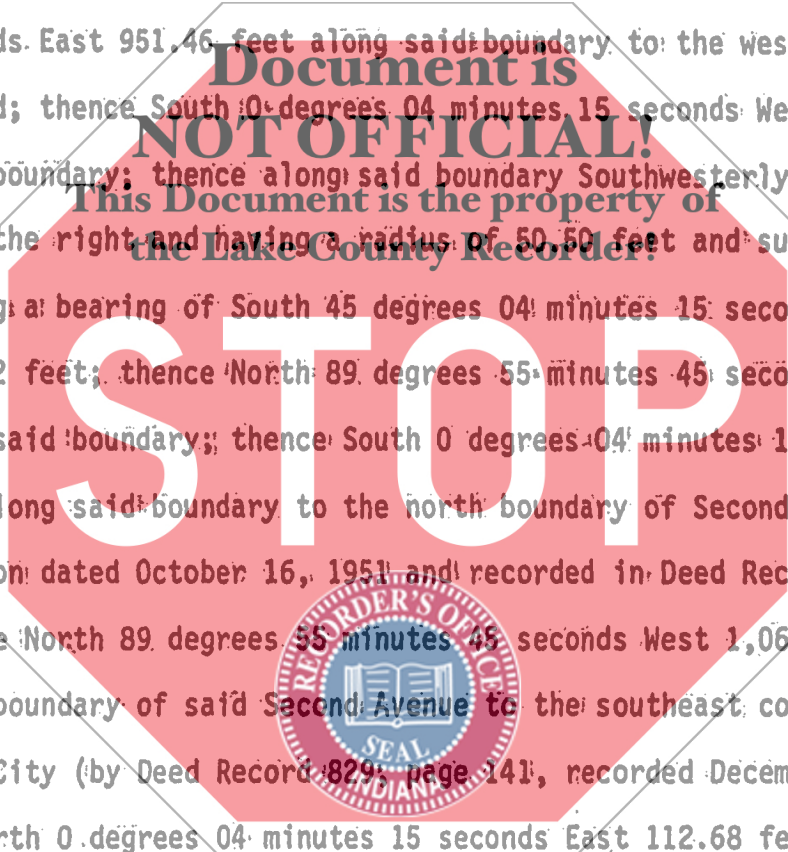 ds East 951.46 feet along said boundary to the wes
Document is
d; thence South 0 degrees 04 minutes 15 seconds We
NOT OFFICIAL!
boundary; thence along said boundary Southwesterly
This Document is the property of
the right and having a radius of 50.50 feet and su
the Lake County Recorder!
g a bearing of South 45 degrees 04 minutes 15 seco
STOP
2 feet; thence North 89 degrees 55 minutes 45 seco
said boundary; thence South 0 degrees 04 minutes 1
long said boundary to the north boundary of Second
on dated October 16, 1951 and recorded in Deed Rec
RECORDER'S OFFICE
e North 89 degrees 55 minutes 45 seconds West 1,06
boundary of said Second Avenue to the southeast co
SEAL
City (by Deed Record 829, page 141, recorded Decem
INDIANA
rth 0 degrees 04 minutes 15 seconds East 112.68 fe